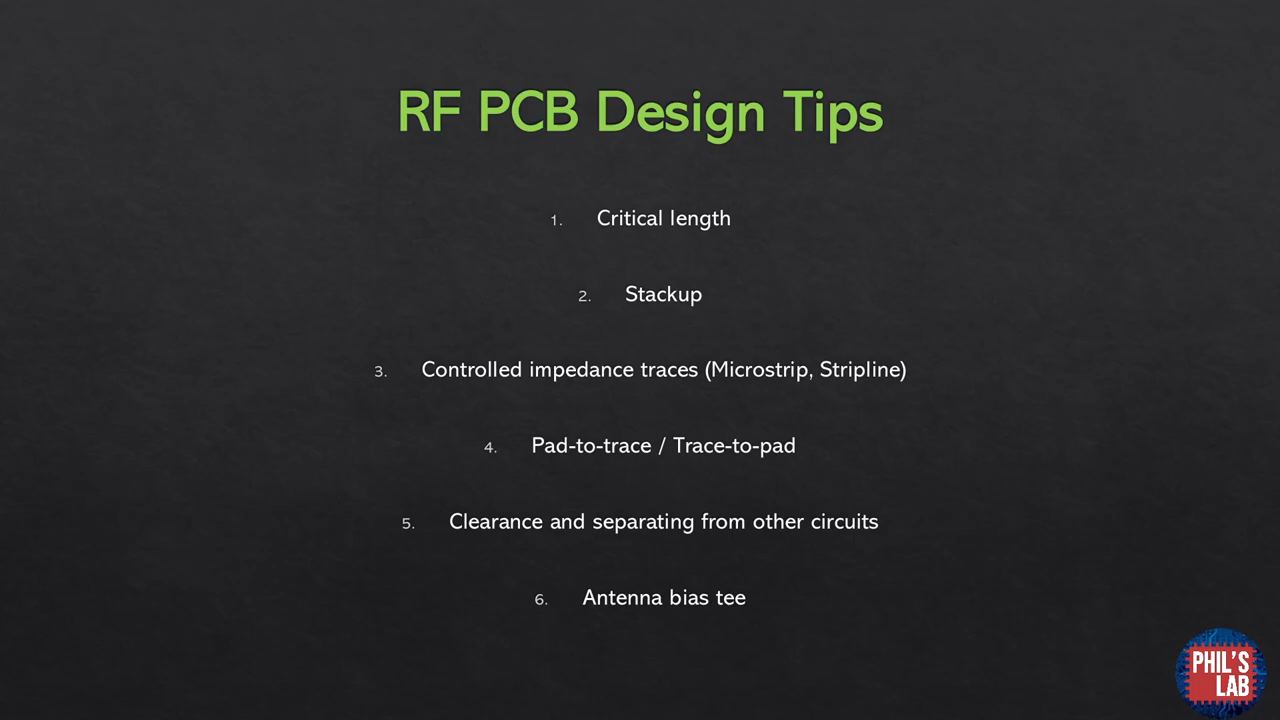 RF PCB Design Tips
1. Critical length
2. Stackup
3. Controlled impedance traces (Microstrip, Stripline)
4. Pad-to-trace / Trace-to-pad
5. Clearance and separating from other circuits
6. Antenna bias tee
PHIL'S
LAB